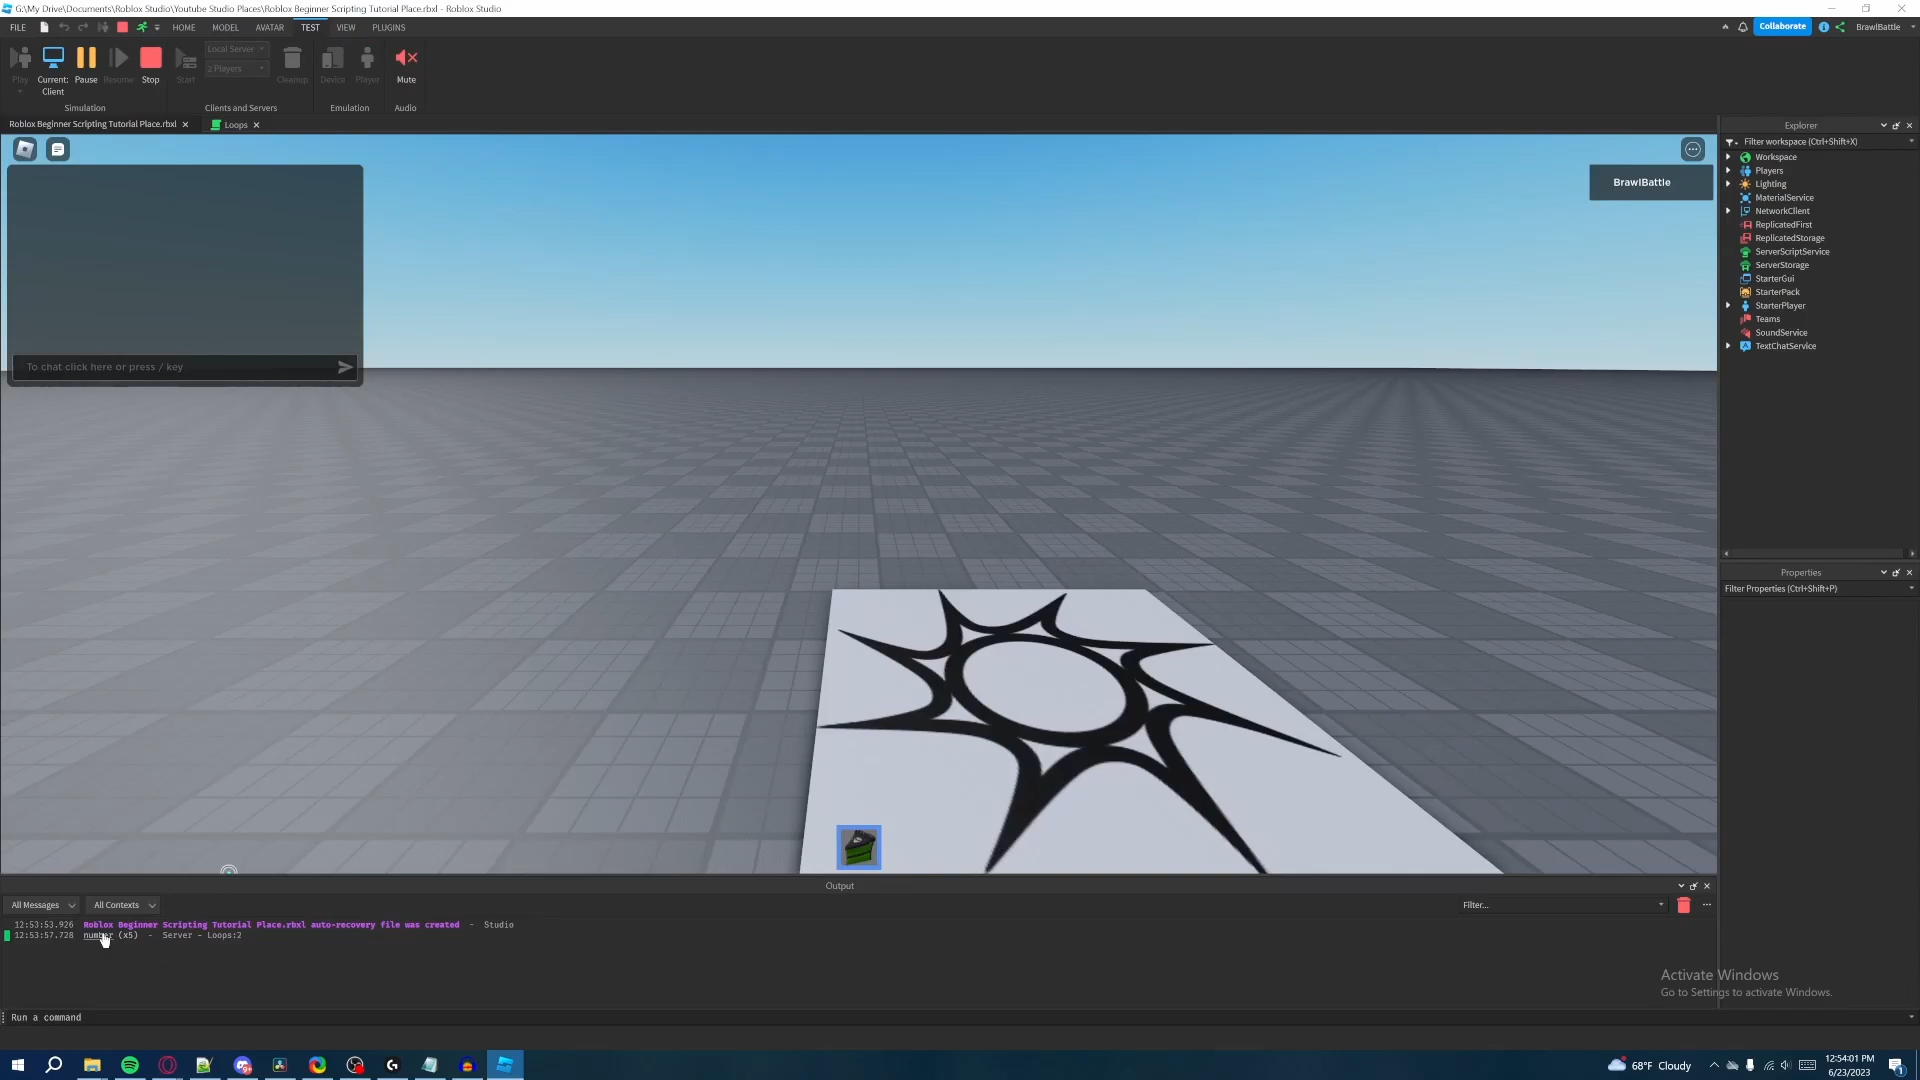 G:\My Drive\Documents\Roblox Studio\Youtube Studio Places\Roblox Beginner Scripting Tutorial Place.rbxl - Roblox Studio
FILE HOME MODEL AVATAR TEST VIEW PLUGINS Collaborate BrawlBattle
Play Current: Client Pause Resume Stop Start Local Server 2 Players Cleanup Device Player Mute
Simulation Clients and Servers Emulation Audio
Roblox Beginner Scripting Tutorial Place.rbxl Loops
BrawlBattle
To chat click here or press / key
Explorer
Filter workspace (Ctrl+Shift+X)
Workspace
Players
Lighting
MaterialService
NetworkClient
ReplicatedFirst
ReplicatedStorage
ServerScriptService
ServerStorage
StarterGui
StarterPack
StarterPlayer
Teams
SoundService
TextChatService
Properties
Filter Properties (Ctrl+Shift+P)
Output
All Messages All Contexts Filter...
12:53:53.926 Roblox Beginner Scripting Tutorial Place.rbxl auto-recovery file was created - Studio
12:53:57.728 number (x5) - Server - Loops:2
Activate Windows
Go to Settings to activate Windows.
Run a command
68°F Cloudy
12:54:01 PM
6/23/2023